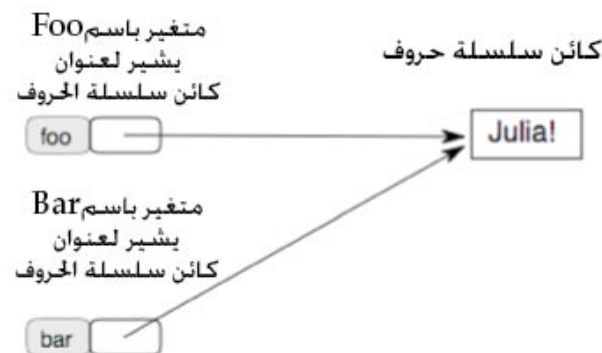 متغير باسمFoo
يشير لعنوان
كائن سلسلة الحروف
foo
كائن سلسلة حروف
Julia!
متغير باسمBar
يشير لعنوان
كائن سلسلة الحروف
bar